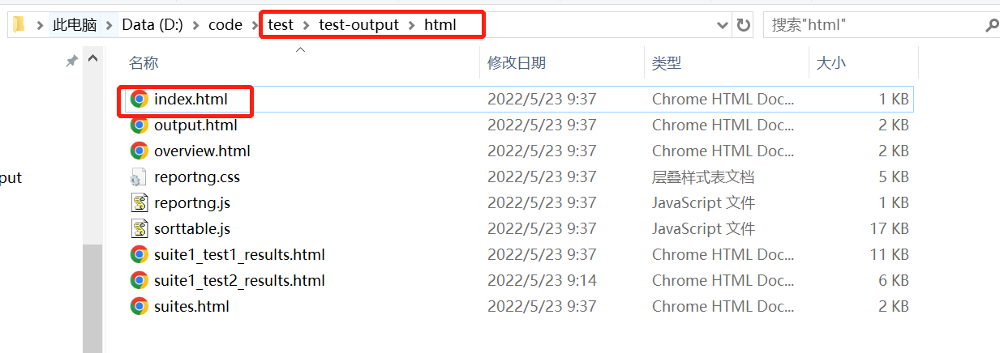 此电脑 Data (D:) code test test-output html 搜索"html"
名称 修改日期 类型 大小
index.html 2022/5/23 9:37 Chrome HTML Doc... 1 KB
output.html 2022/5/23 9:37 Chrome HTML Doc... 2 KB
overview.html 2022/5/23 9:37 Chrome HTML Doc... 2 KB
put reportng.css 2022/5/23 9:37 层叠样式表文档 5 KB
reportng.js 2022/5/23 9:37 JavaScript 文件 1 KB
sorttable.js 2022/5/23 9:37 JavaScript 文件 17 KB
suite1_test1_results.html 2022/5/23 9:37 Chrome HTML Doc... 11 KB
suite1_test2_results.html 2022/5/23 9:14 Chrome HTML Doc... 6 KB
suites.html 2022/5/23 9:37 Chrome HTML Doc... 2 KB